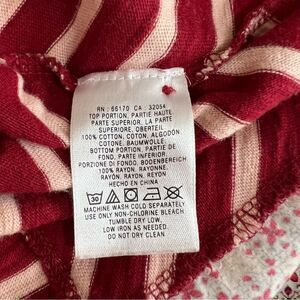 RN : 66170 CA : 32054
TOP PORTION, PARTIE HAUTE
PARTE SUPERIOR, LA PARTE
SUPERIORE, OBERTEIL
100% COTTON, COTON, ALGODÓN
COTONE, BAUMWOLLE.
BOTTOM PORTION, PARTIE DE
FOND, PARTE INFERIOR
PORZIONE DI FONDO, BODENBEREICH
100% RAYON, RAYONNE,
RAYÓN, RAYON, RAYON
HECHO EN CHINA
30
MACHINE WASH COLD SEPARATELY
USE ONLY NON-CHLORINE BLEACH
TUMBLE DRY LOW,
LOW IRON AS NEEDED.
DO NOT DRY CLEAN